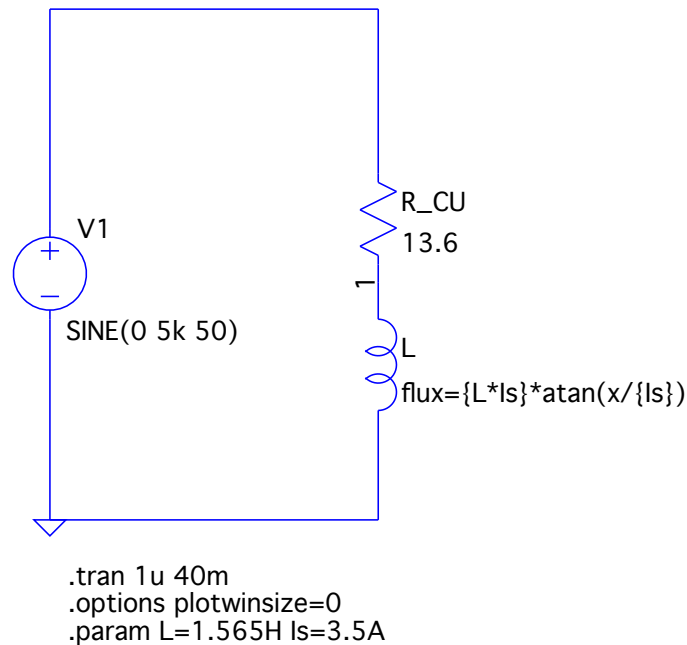 V1
SINE(0 5k 50)
R_CU
13.6
1
L
flux={L*Is}*atan(x/{Is})
.tran 1u 40m
.options plotwinsize=0
.param L=1.565H Is=3.5A